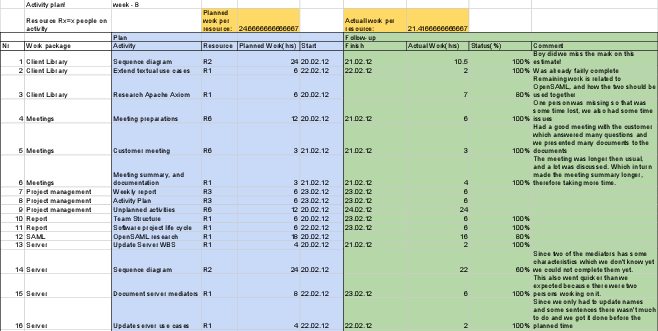 Activity plan! week - 8
Resource Rx=x people on activity Planned work per resource: 24.6666666666667 Actual work per resource: 21.4166666666667
Plan Follow-up
Nr Work package Activity Resource Planned Work(hrs) Start Finish Actual Work(hrs) Status(%) Comment
1 Client Library Sequence diagram R2 24 20.02.12 21.02.12 10.5 100% Boy did we miss the mark on this estimate!
2 Client Library Extend textual use cases R1 6 22.02.12 22.02.12 2 100% Was already fairly complete
3 Client Library Research Apache Axiom R1 6 22.02.12 7 80% Remaining work is related to OpenSAML, and how the two should be used together
4 Meetings Meeting preparations R6 12 20.02.12 21.02.12 6 100% One person was missing so that was some time lost, we also had some time issues
5 Meetings Customer meeting R6 3 21.02.12 21.02.12 3 100% Had a good meeting with the customer which answered many questions and we presented many documents to the documents
6 Meetings Meeting summary, and documentation R1 3 21.02.12 21.02.12 4 100% The meeting was longer then usual, and a lot was discussed. Which in turn made the meeting summary longer, therefore taking more time.
7 Project management Weekly report R3 6 23.02.12 23.02.12 6
8 Project management Activity Plan R3 6 23.02.12 23.02.12 6
9 Project management Unplanned activities R6 12 20.02.12 24.02.12 24
10 Report Team Structure R1 6 20.02.12 23.02.12 6 100%
11 Report Software project life cycle R1 6 22.02.12 23.02.12 6 100%
12 SAML OpenSAML research R1 16 20.02.12 16 80%
13 Server Update Server WBS R1 4 20.02.12 21.02.12 2 100%
14 Server Sequence diagram R2 24 20.02.12 22 60% Since two of the mediators has some characteristics which we don't know yet we could not complete them yet.
15 Server Document server mediators R1 8 22.02.12 23.02.12 6 100% This also went quicker than we expected because there were two persons working on it.
16 Server Update server use cases R1 4 22.02.12 22.02.12 2 100% Since we only had to update names and some sentences there wasn't much to do and we got it done before the planned time